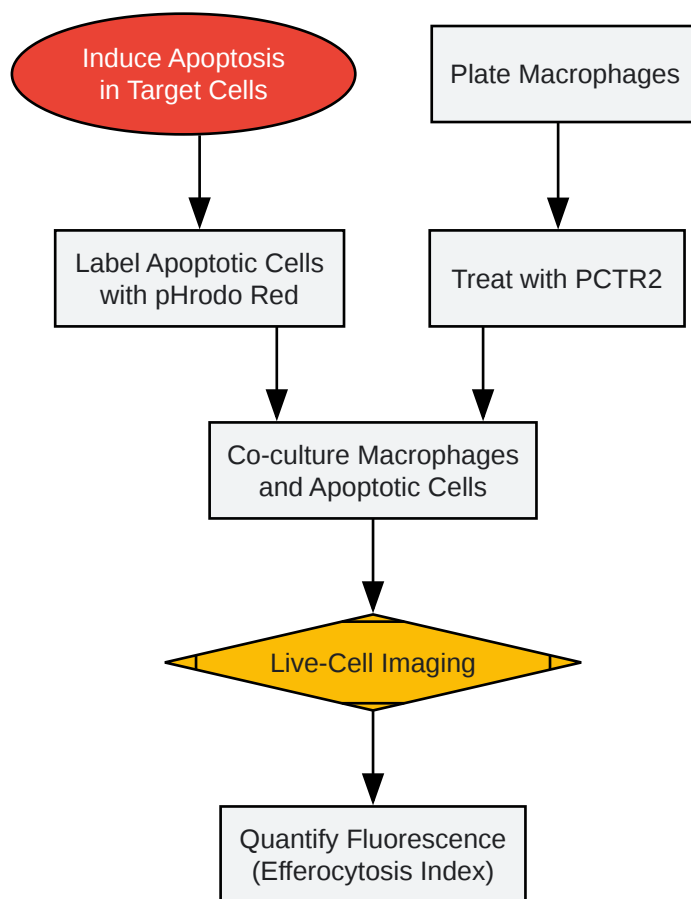 Induce Apoptosis
in Target Cells
Plate Macrophages
Label Apoptotic Cells
with pHrodo Red
Treat with PCTR2
Co-culture Macrophages
and Apoptotic Cells
Live-Cell Imaging
Quantify Fluorescence
(Efferocytosis Index)